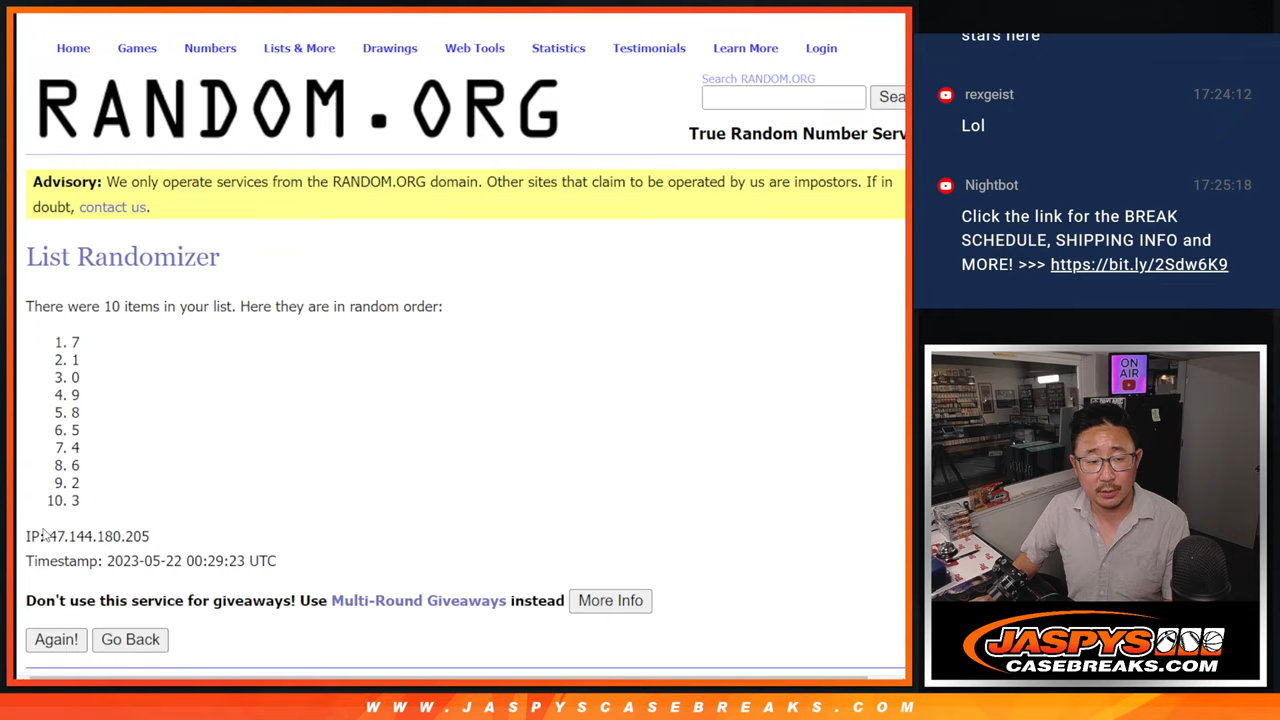 Home Games Numbers Lists & More Drawings Web Tools Statistics Testimonials Learn More Login
RANDOM.ORG
Search RANDOM.ORG
Sea
True Random Number Serv
Advisory: We only operate services from the RANDOM.ORG domain. Other sites that claim to be operated by us are impostors. If in
doubt, contact us.
List Randomizer
There were 10 items in your list. Here they are in random order:
1. 7
2. 1
3. 0
4. 9
5. 8
6. 5
7. 4
8. 6
9. 2
10. 3
IP: 47.144.180.205
Timestamp: 2023-05-22 00:29:23 UTC
Don't use this service for giveaways! Use Multi-Round Giveaways instead More Info
Again! Go Back
stars here
rexgeist 17:24:12
Lol
Nightbot 17:25:18
Click the link for the BREAK
SCHEDULE, SHIPPING INFO and
MORE! >>> https://bit.ly/2Sdw6K9
ON
AIR
JASPYS
CASEBREAKS.COM
WWW.JASPYSCASEBREAKS.COM